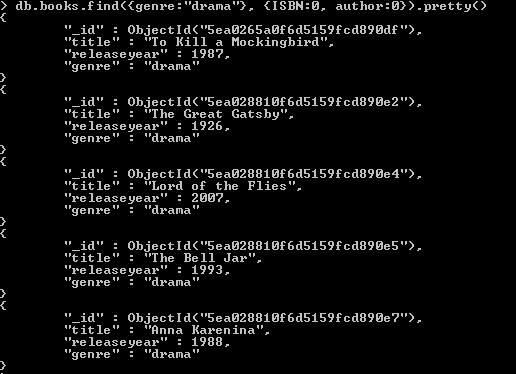 > db.books.find({genre:"drama"}, {ISBN:0, author:0}).pretty()
{
"_id" : ObjectId("5ea0265a0f6d5159fcd890df"),
"title" : "To Kill a Mockingbird",
"releaseyear" : 1987,
"genre" : "drama"
}
{
"_id" : ObjectId("5ea028810f6d5159fcd890e2"),
"title" : "The Great Gatsby",
"releaseyear" : 1926,
"genre" : "drama"
}
{
"_id" : ObjectId("5ea028810f6d5159fcd890e4"),
"title" : "Lord of the Flies",
"releaseyear" : 2007,
"genre" : "drama"
}
{
"_id" : ObjectId("5ea028810f6d5159fcd890e5"),
"title" : "The Bell Jar",
"releaseyear" : 1993,
"genre" : "drama"
}
{
"_id" : ObjectId("5ea028810f6d5159fcd890e7"),
"title" : "Anna Karenina",
"releaseyear" : 1988,
"genre" : "drama"
}